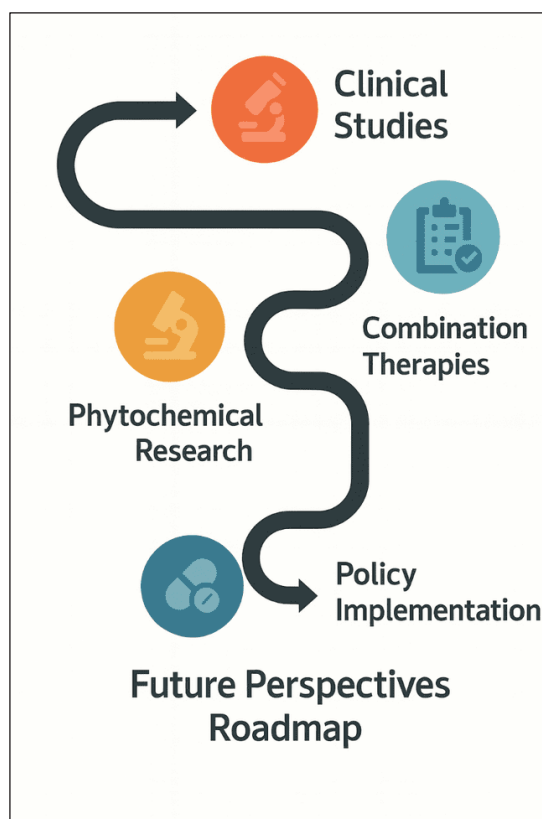 Clinical
Studies
Combination
Therapies
Phytochemical
Research
Policy
Implementation
Future Perspectives
Roadmap